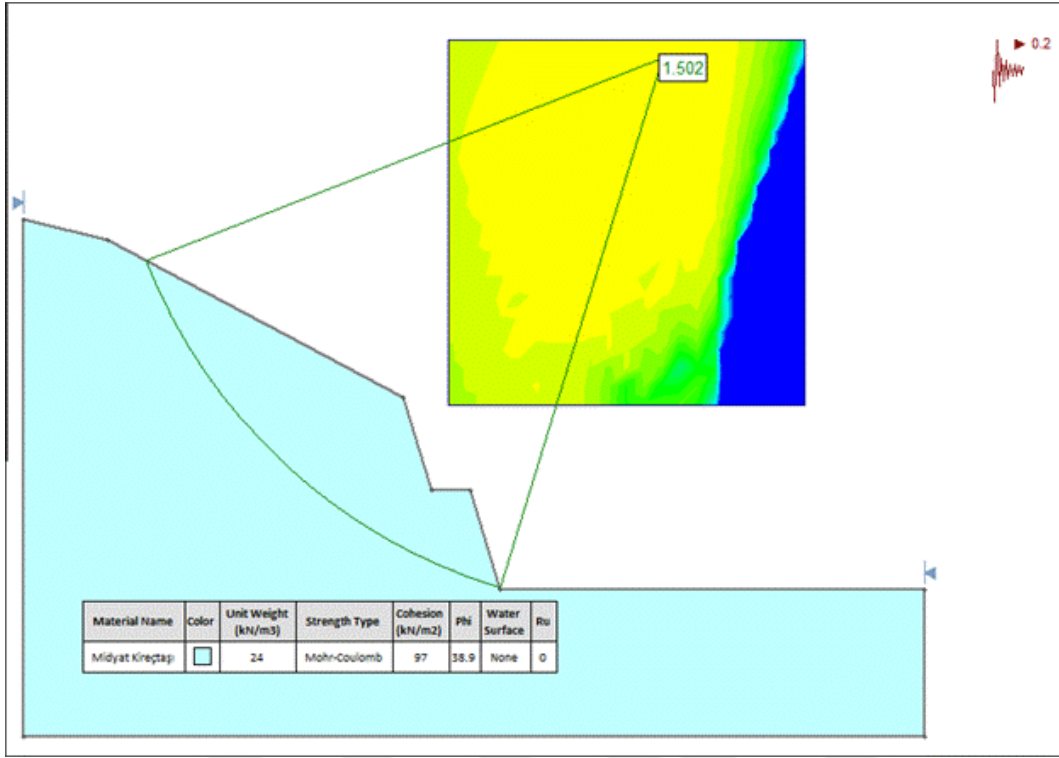 0.2
1.502
Material Name Color Unit Weight (kN/m3) Strength Type Cohesion (kN/m2) Phi Water Surface Ru
Midyat Kireçtaşı 24 Mohr-Coulomb 97 38.9 None 0